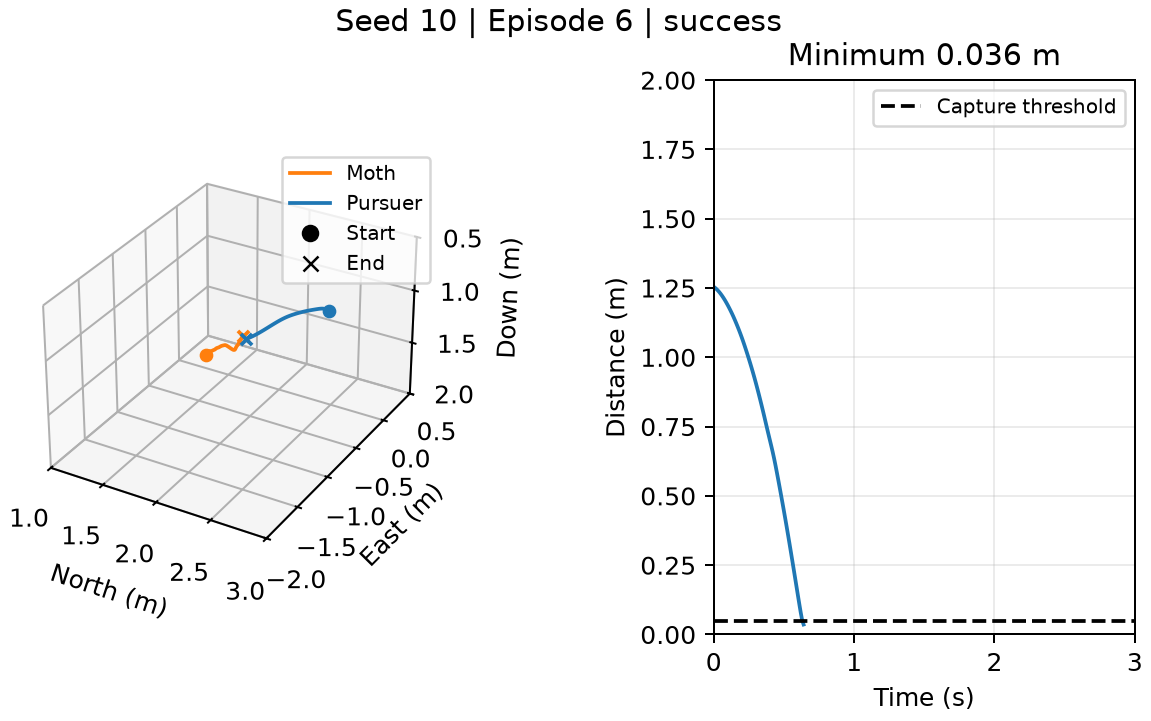 Seed 10 | Episode 6 | success
Moth
Pursuer
Start
End
0.5
1.0
1.5
2.0
Down (m)
0.5
0.0
−0.5
−1.0
−1.5
−2.0
East (m)
1.0
1.5
2.0
2.5
3.0
North (m)
Minimum 0.036 m
Capture threshold
2.00
1.75
1.50
1.25
1.00
0.75
0.50
0.25
0.00
Distance (m)
0 1 2 3
Time (s)